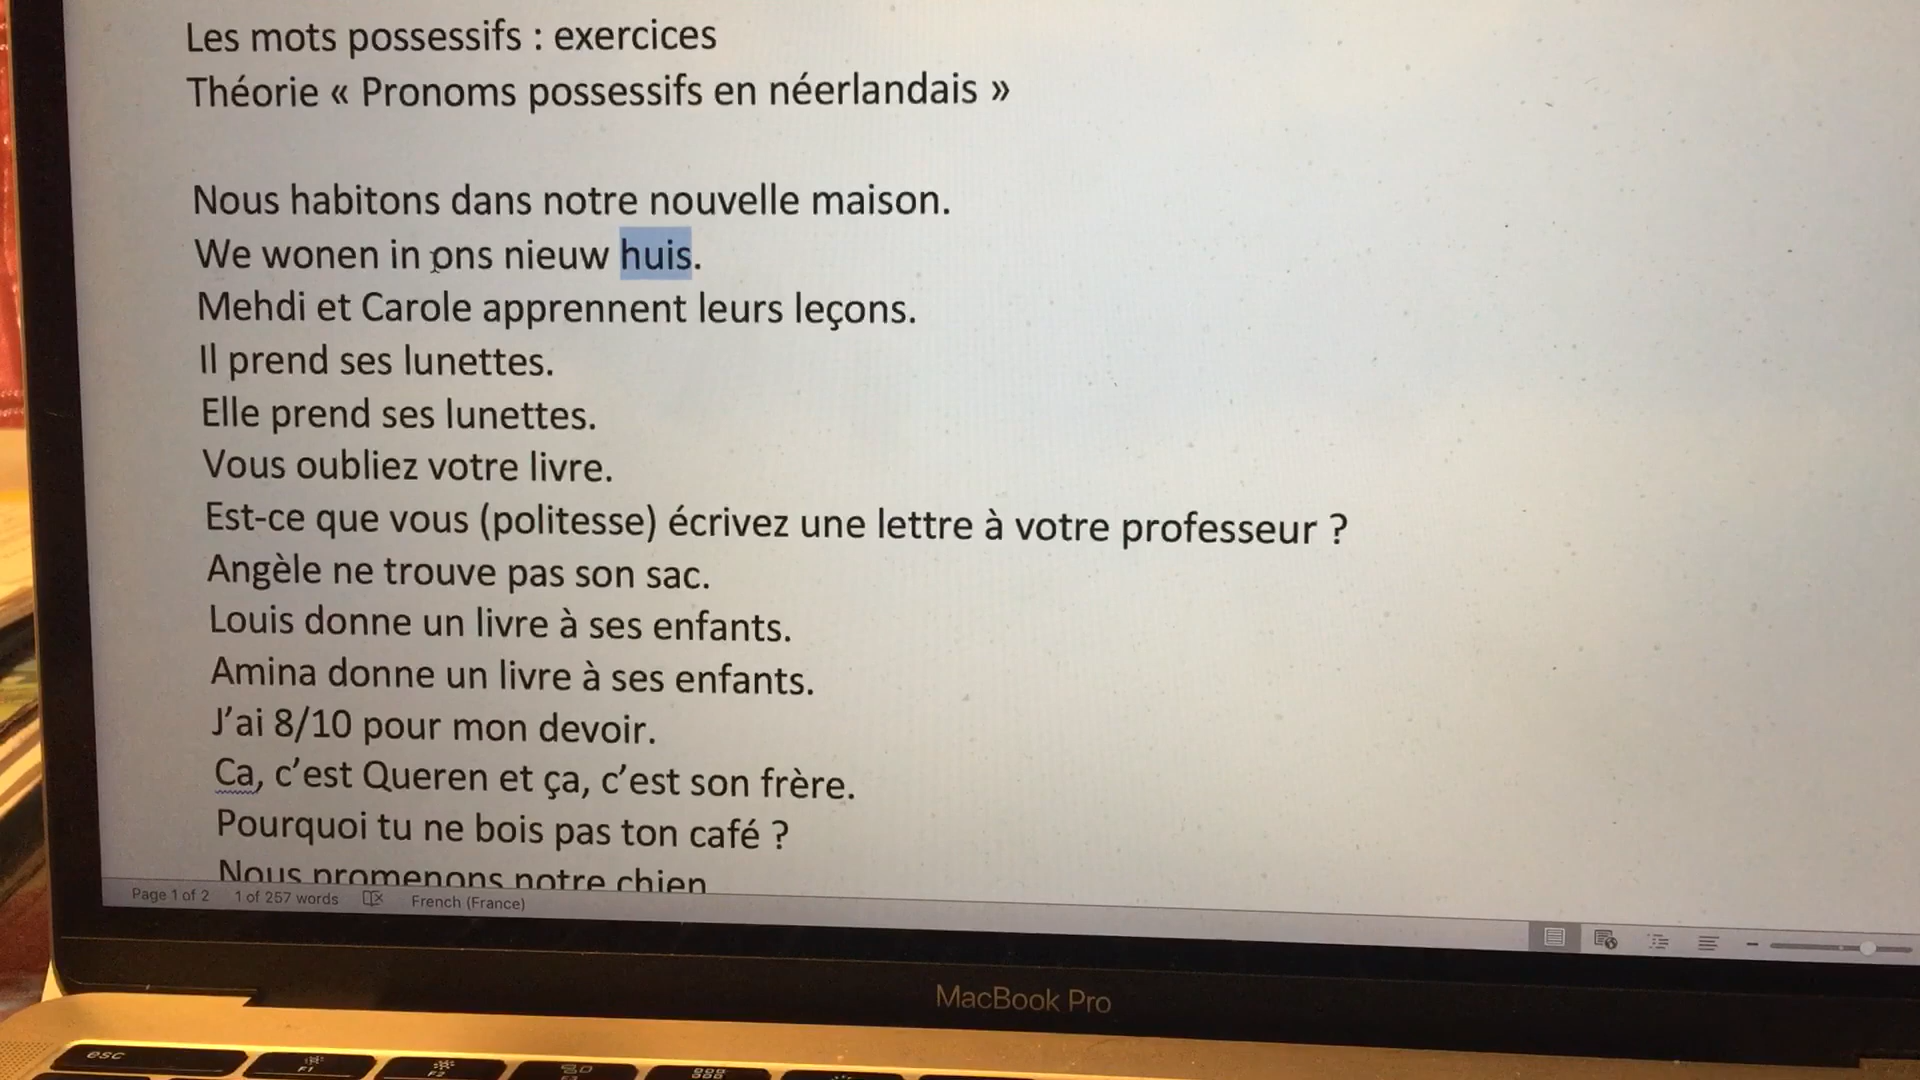 Les mots possessifs : exercices
Théorie « Pronoms possessifs en néerlandais »
Nous habitons dans notre nouvelle maison.
We wonen in ons nieuw huis.
Mehdi et Carole apprennent leurs leçons.
Il prend ses lunettes.
Elle prend ses lunettes.
Vous oubliez votre livre.
Est-ce que vous (politesse) écrivez une lettre à votre professeur ?
Angèle ne trouve pas son sac.
Louis donne un livre à ses enfants.
Amina donne un livre à ses enfants.
J’ai 8/10 pour mon devoir.
Ca, c’est Queren et ça, c’est son frère.
Pourquoi tu ne bois pas ton café ?
Nous promenons notre chien
Page 1 of 2 1 of 257 words French (France)
MacBook Pro
esc F1 F2 F3